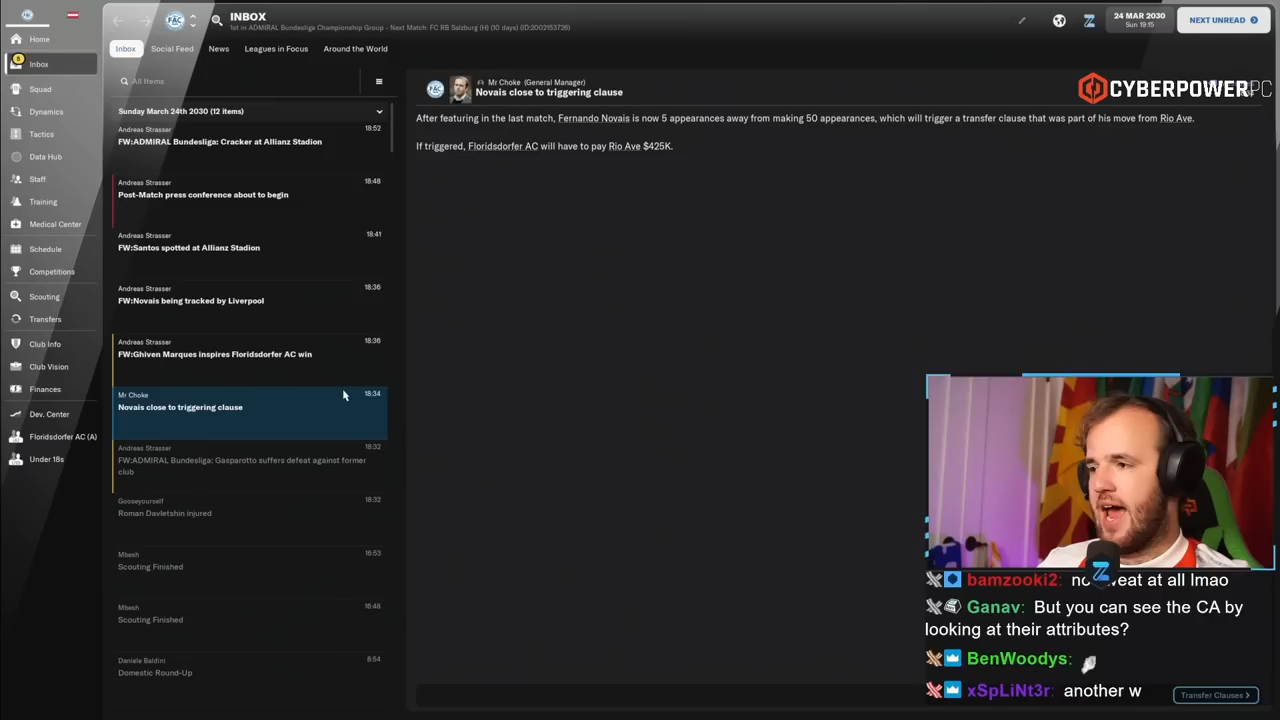 FAC
INBOX
1st in ADMIRAL Bundesliga Championship Group - Next Match: FC RB Salzburg (H) (10 days) (ID:2002153726)
24 MAR 2030
Sun 19:15
NEXT UNREAD
Home
5
Inbox
Squad
Dynamics
Tactics
Data Hub
Staff
Training
Medical Center
Schedule
Competitions
Scouting
Transfers
Club Info
Club Vision
Finances
Dev. Center
Floridsdorfer AC (A)
Under 18s
Inbox
Social Feed
News
Leagues in Focus
Around the World
All Items
Sunday March 24th 2030 (12 items)
Andreas Strasser
18:52
FW:ADMIRAL Bundesliga: Cracker at Allianz Stadion
Andreas Strasser
18:48
Post-Match press conference about to begin
Andreas Strasser
18:41
FW:Santos spotted at Allianz Stadion
Andreas Strasser
18:36
FW:Novais being tracked by Liverpool
Andreas Strasser
18:36
FW:Ghiven Marques inspires Floridsdorfer AC win
Mr Choke
18:34
Novais close to triggering clause
Andreas Strasser
18:32
FW:ADMIRAL Bundesliga: Gasparotto suffers defeat against former
club
Gooseyourself
18:32
Roman Davletshin injured
Mbesh
16:53
Scouting Finished
Mbesh
16:48
Scouting Finished
Daniele Baldini
8:54
Domestic Round-Up
Mr Choke (General Manager)
Novais close to triggering clause
After featuring in the last match, Fernando Novais is now 5 appearances away from making 50 appearances, which will trigger a transfer clause that was part of his move from Rio Ave.
If triggered, Floridsdorfer AC will have to pay Rio Ave $425K.
CYBERPOWERPC
bamzooki2: no
eat at all lmao
Ganav: But you can see the CA by
looking at their attributes?
BenWoodys:
xSpLiNt3r: another w
Transfer Clauses >